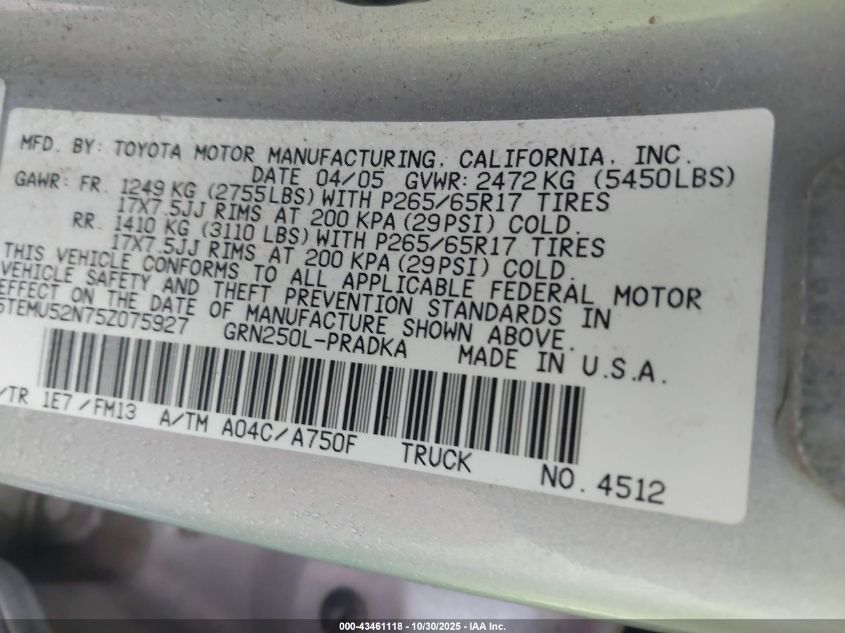 MFD. BY: TOYOTA MOTOR MANUFACTURING, CALIFORNIA, INC.
DATE 04/05 GVWR: 2472 KG (5450LBS)
GAWR: FR. 1249 KG (2755LBS) WITH P265/65R17 TIRES
17X7.5JJ RIMS AT 200 KPA (29PSI) COLD.
RR. 1410 KG (3110 LBS) WITH P265/65R17 TIRES
17X7.5JJ RIMS AT 200 KPA (29PSI) COLD.
THIS VEHICLE CONFORMS TO ALL APPLICABLE FEDERAL MOTOR
VEHICLE SAFETY AND THEFT PREVENTION STANDARDS IN
EFFECT ON THE DATE OF MANUFACTURE SHOWN ABOVE.
5TEMU52N75Z075927 GRN250L-PRADKA MADE IN U.S.A.
/TR 1E7 / FM13 A/TM A04C/A750F TRUCK NO. 4512
000-43461118 - 10/30/2025 - IAA Inc.